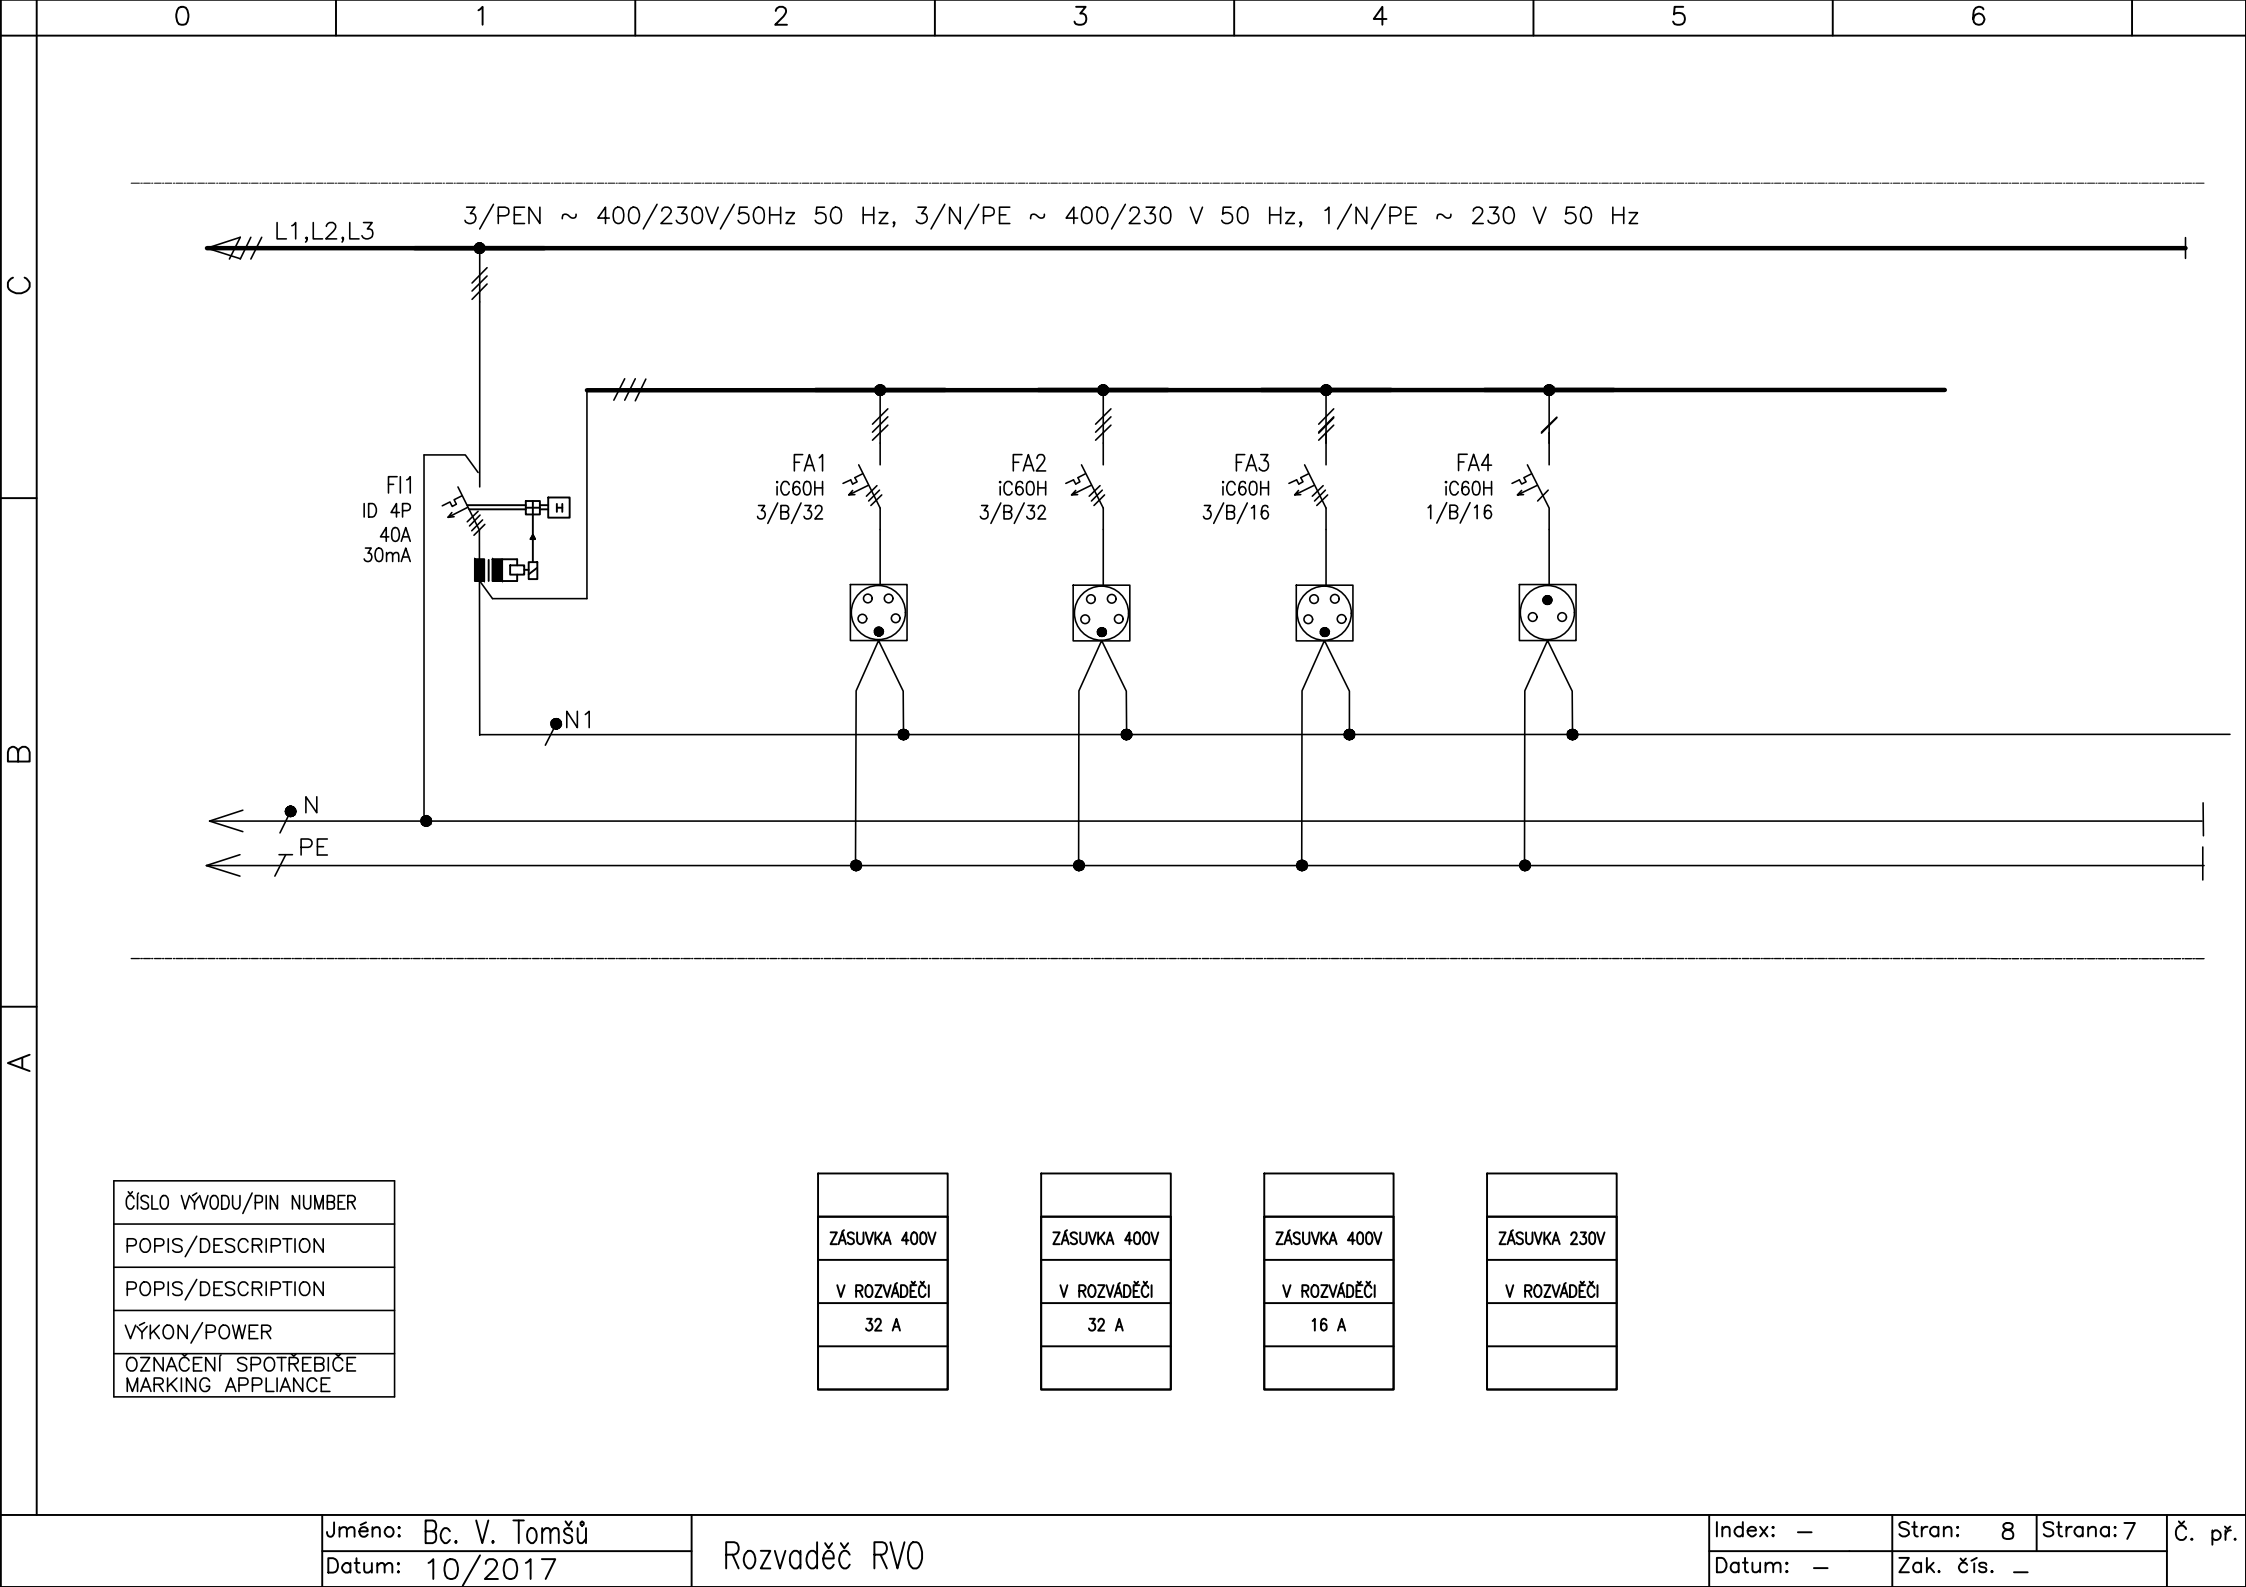 0 1 2 3 4 5 6
3/PEN ~ 400/230V/50Hz 50 Hz, 3/N/PE ~ 400/230 V 50 Hz, 1/N/PE ~ 230 V 50 Hz
L1,L2,L3
C
FI1
ID 4P
40A
30mA
H
FA1
iC60H
3/B/32
FA2
iC60H
3/B/32
FA3
iC60H
3/B/16
FA4
iC60H
1/B/16
N1
B
N
PE
A
ČÍSLO VÝVODU/PIN NUMBER
POPIS/DESCRIPTION
POPIS/DESCRIPTION
VÝKON/POWER
OZNAČENÍ SPOTŘEBIČE
MARKING APPLIANCE
ZÁSUVKA 400V
V ROZVÁDĚČI
32 A
ZÁSUVKA 400V
V ROZVÁDĚČI
32 A
ZÁSUVKA 400V
V ROZVÁDĚČI
16 A
ZÁSUVKA 230V
V ROZVÁDĚČI
Jméno: Bc. V. Tomšů
Datum: 10/2017
Rozvaděč RVO
Index: –
Datum: –
Stran: 8
Strana: 7
Zak. čís. _
Č. př.